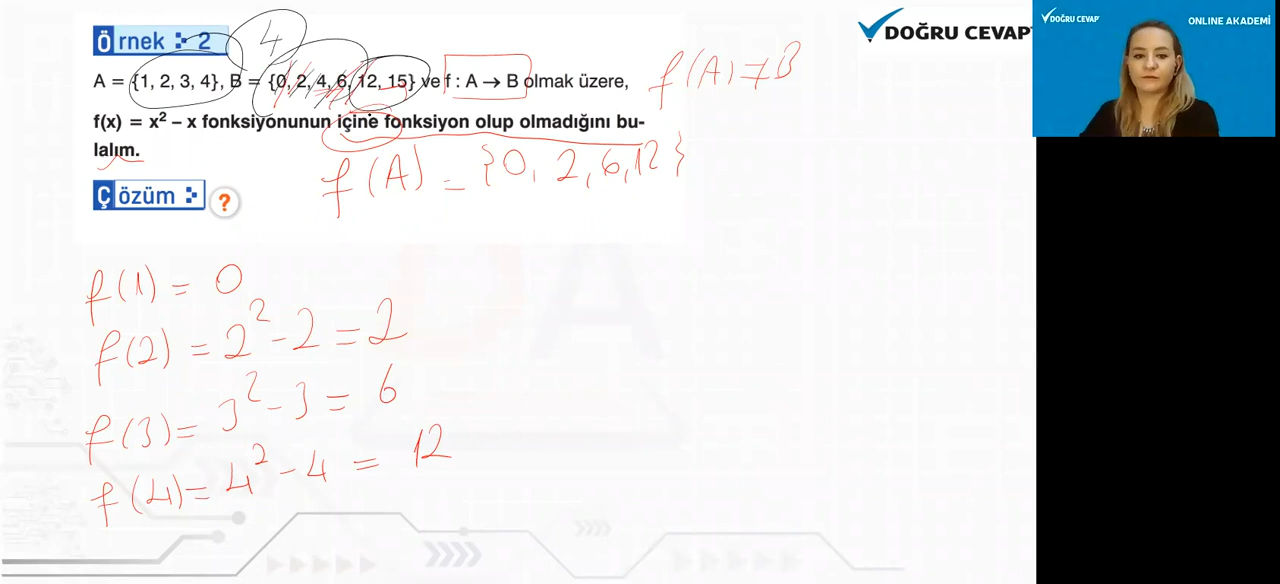 Örnek 2
4
A = {1, 2, 3, 4}, B = {0, 2, 4, 6, 12, 15} ve f : A → B olmak üzere,
f(A) ≠ B
f(x) = x² – x fonksiyonunun içine fonksiyon olup olmadığını bu-
lalım.
f(A) = {0, 2, 6, 12}
Çözüm ?
f(1) = 0
f(2) = 2² - 2 = 2
f(3) = 3² - 3 = 6
f(4) = 4² - 4 = 12
DOĞRU CEVAP
DOĞRU CEVAP
ONLINE AKADEMİ